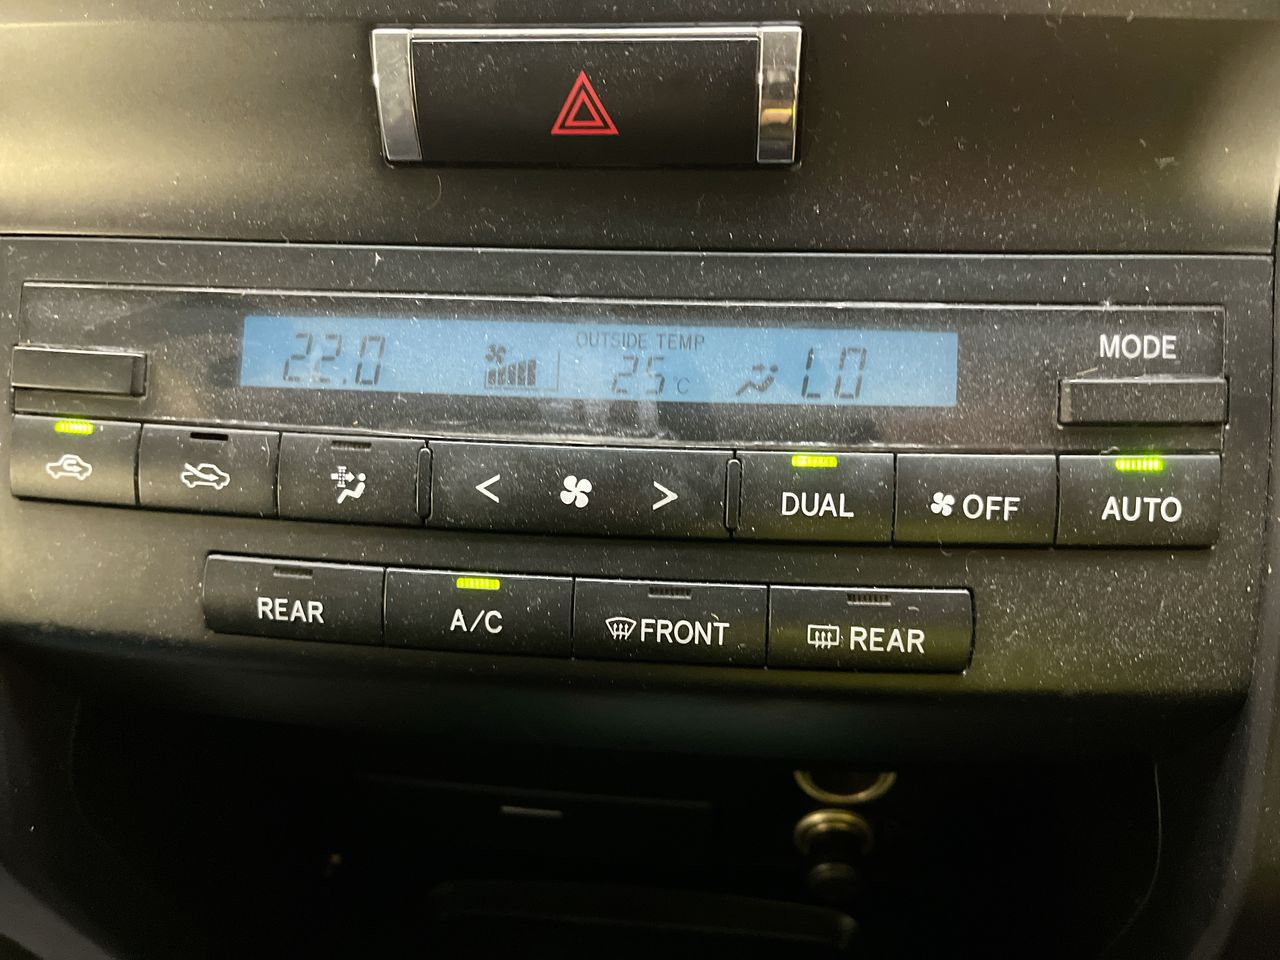 OUTSIDE TEMP
22.0 25°C LO
MODE
< > DUAL OFF AUTO
REAR A/C FRONT REAR